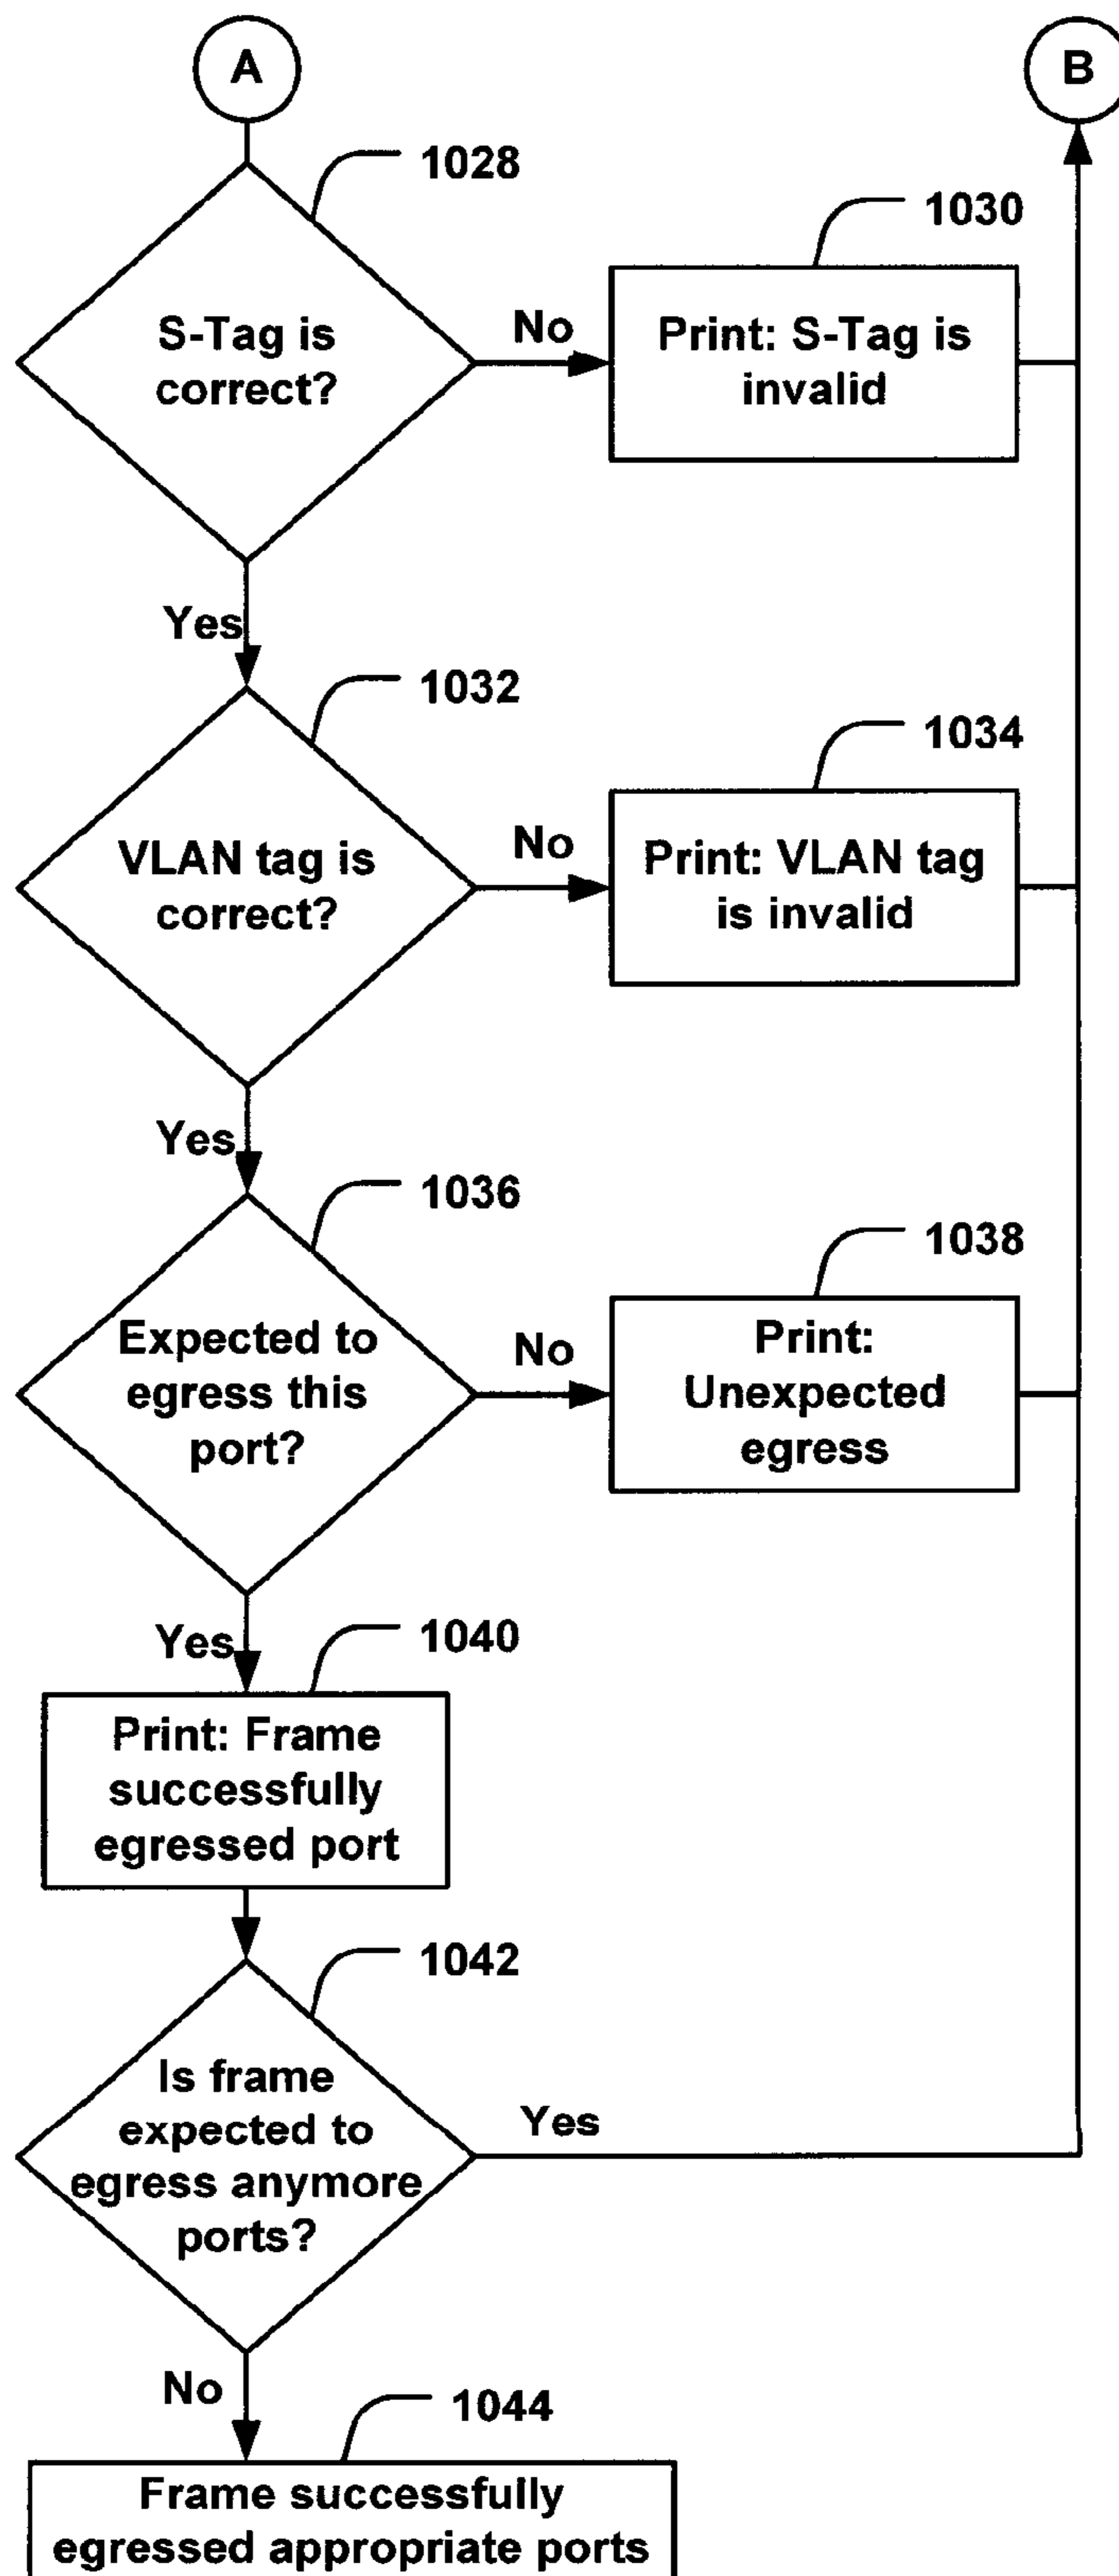 A
B
1028
1030
S-Tag is
correct?
No
Print: S-Tag is
invalid
Yes
1032
1034
VLAN tag is
correct?
No
Print: VLAN tag
is invalid
Yes
1036
1038
Expected to
egress this
port?
No
Print:
Unexpected
egress
Yes
1040
Print: Frame
successfully
egressed port
1042
Is frame
expected to
egress anymore
ports?
Yes
No
1044
Frame successfully
egressed appropriate ports